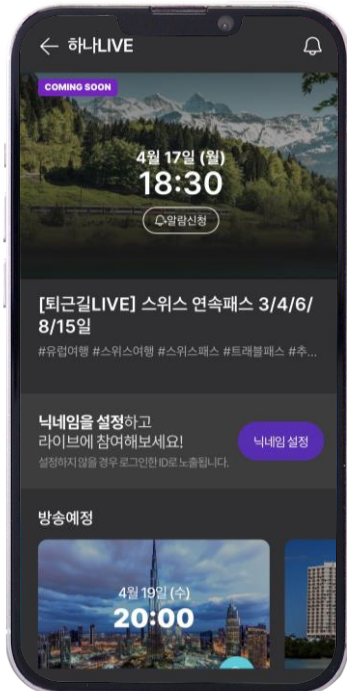 하나LIVE
COMING SOON
4월 17일 (월)
18:30
알람신청
[퇴근길LIVE] 스위스 연속패스 3/4/6/
8/15일
#유럽여행 #스위스여행 #스위스패스 #트래블패스 #추...
닉네임을 설정하고
라이브에 참여해보세요!
닉네임 설정
설정하지 않을 경우 로그인한 ID로 노출됩니다.
방송예정
4월 19일 (수)
20:00